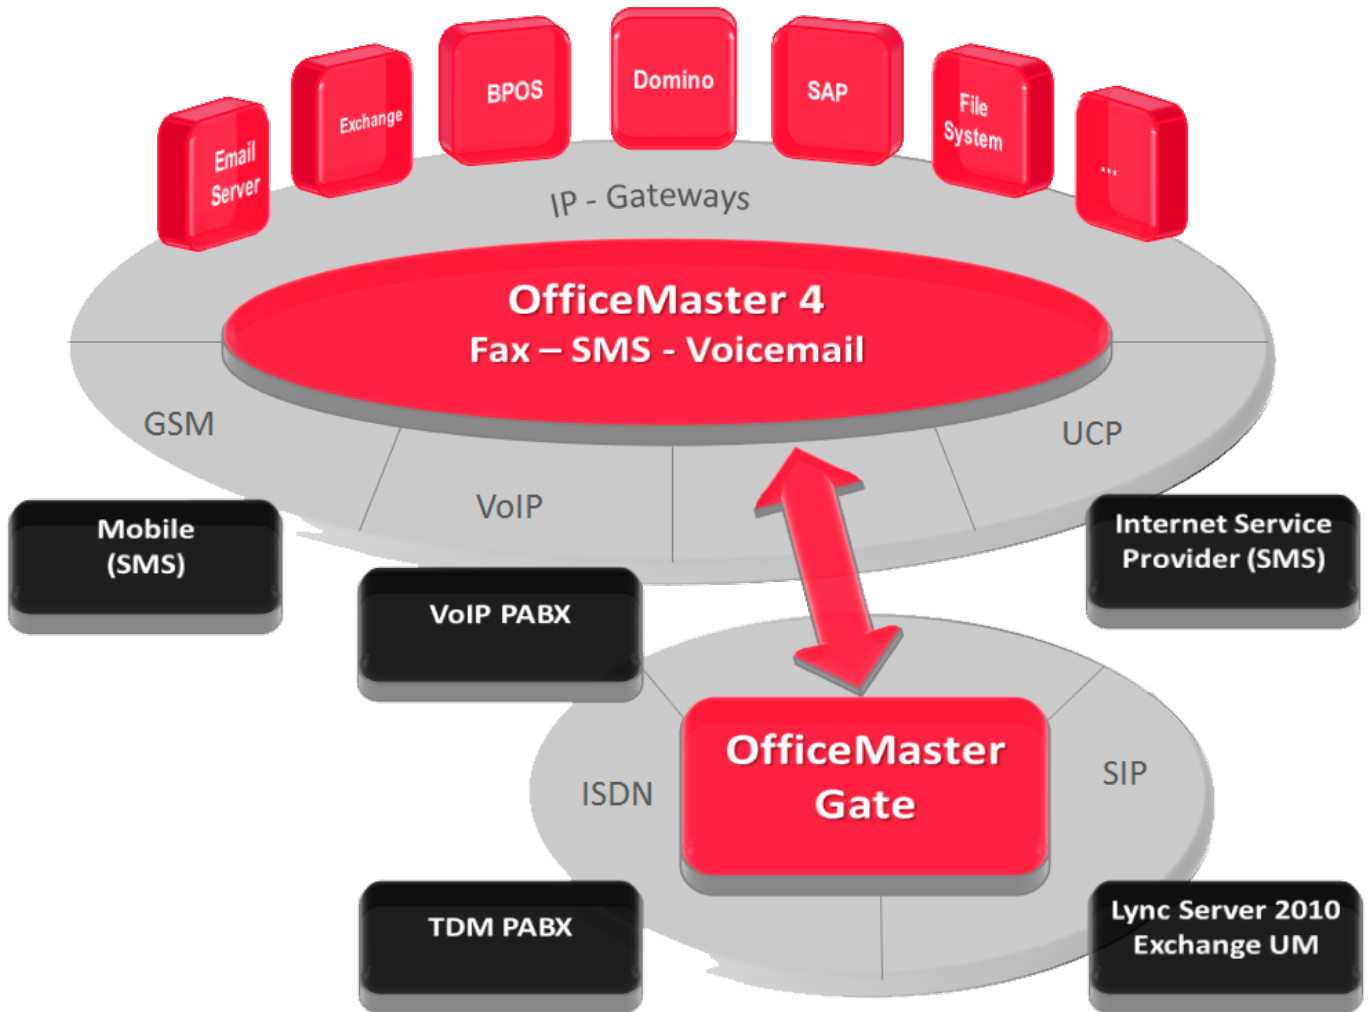 Email
Server
Exchange
BPOS
Domino
SAP
File
System
...
IP - Gateways
OfficeMaster 4
Fax – SMS - Voicemail
GSM
VoIP
UCP
Mobile
(SMS)
VoIP PABX
Internet Service
Provider (SMS)
OfficeMaster
Gate
ISDN
SIP
TDM PABX
Lync Server 2010
Exchange UM